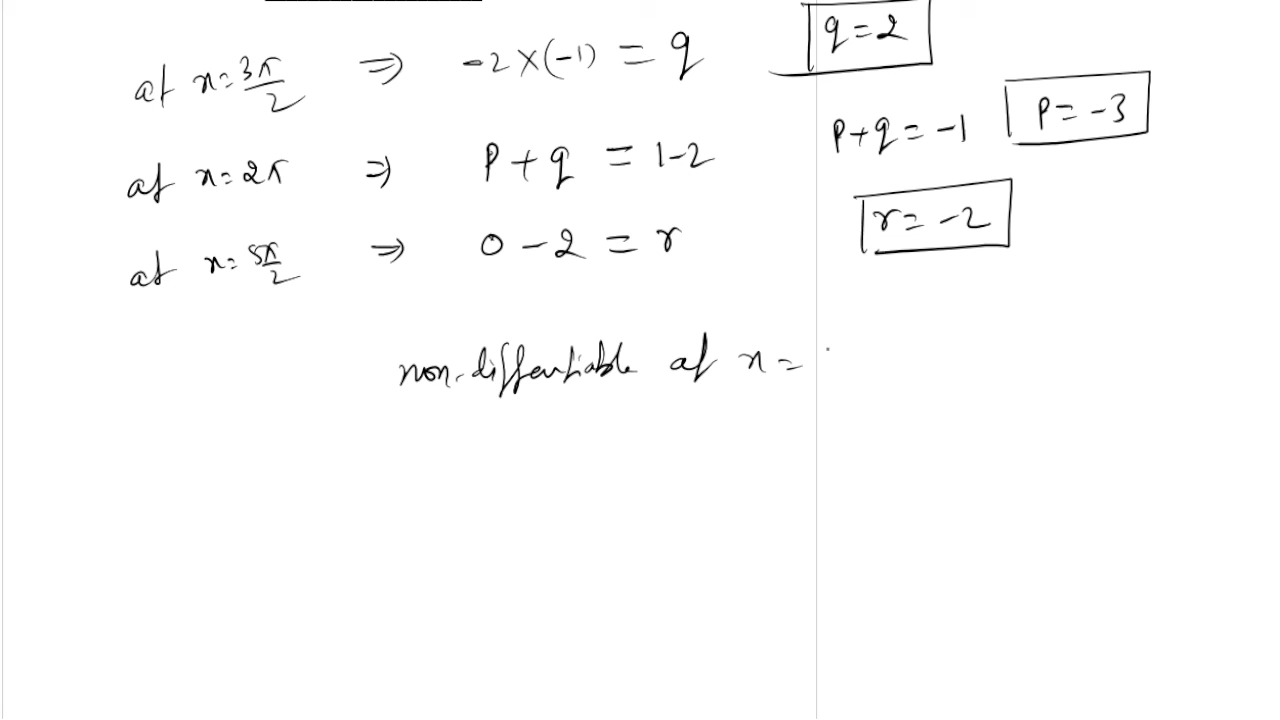 at x = 3π/2 ⇒ -2×(-1) = q q = 2
at x = 2π ⇒ p + q = 1-2 p+q = -1 p = -3
at x = 5π/2 ⇒ 0 - 2 = r r = -2
non-differentiable at x =